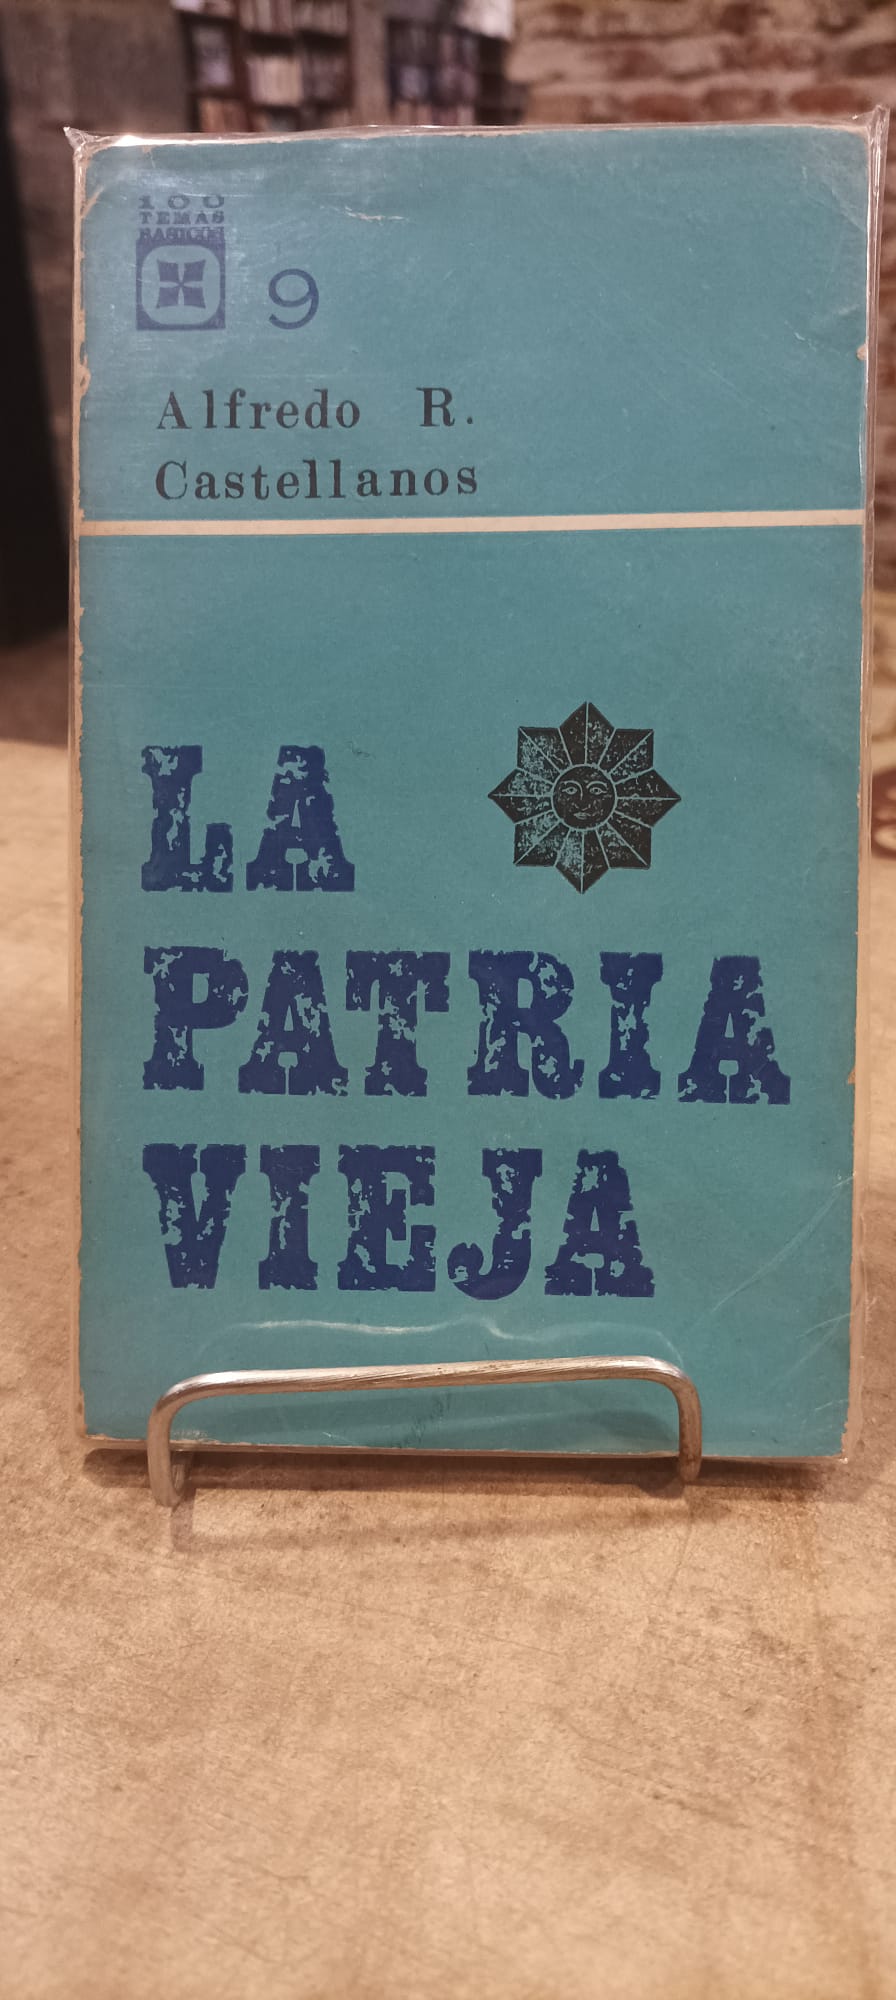 100
TEMAS
BASICOS
9
Alfredo R.
Castellanos
LA
PATRIA
VIEJA